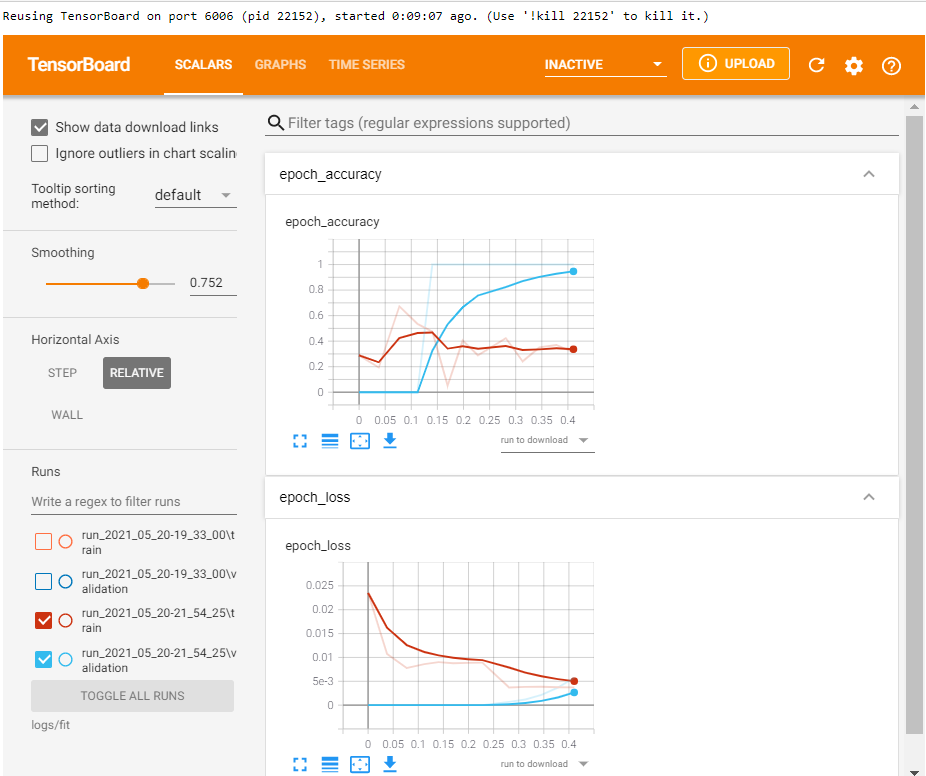 Reusing TensorBoard on port 6006 (pid 22152), started 0:09:07 ago. (Use '!kill 22152' to kill it.)
TensorBoard
SCALARS
GRAPHS
TIME SERIES
INACTIVE
UPLOAD
Show data download links
Ignore outliers in chart scalin
Tooltip sorting
method:
default
Smoothing
0.752
Horizontal Axis
STEP
RELATIVE
WALL
Runs
Write a regex to filter runs
run_2021_05_20-19_33_00\t
rain
run_2021_05_20-19_33_00\v
alidation
run_2021_05_20-21_54_25\t
rain
run_2021_05_20-21_54_25\v
alidation
TOGGLE ALL RUNS
logs/fit
Filter tags (regular expressions supported)
epoch_accuracy
epoch_accuracy
1
0.8
0.6
0.4
0.2
0
0 0.05 0.1 0.15 0.2 0.25 0.3 0.35 0.4
run to download
epoch_loss
epoch_loss
0.025
0.02
0.015
0.01
5e-3
0
0 0.05 0.1 0.15 0.2 0.25 0.3 0.35 0.4
run to download